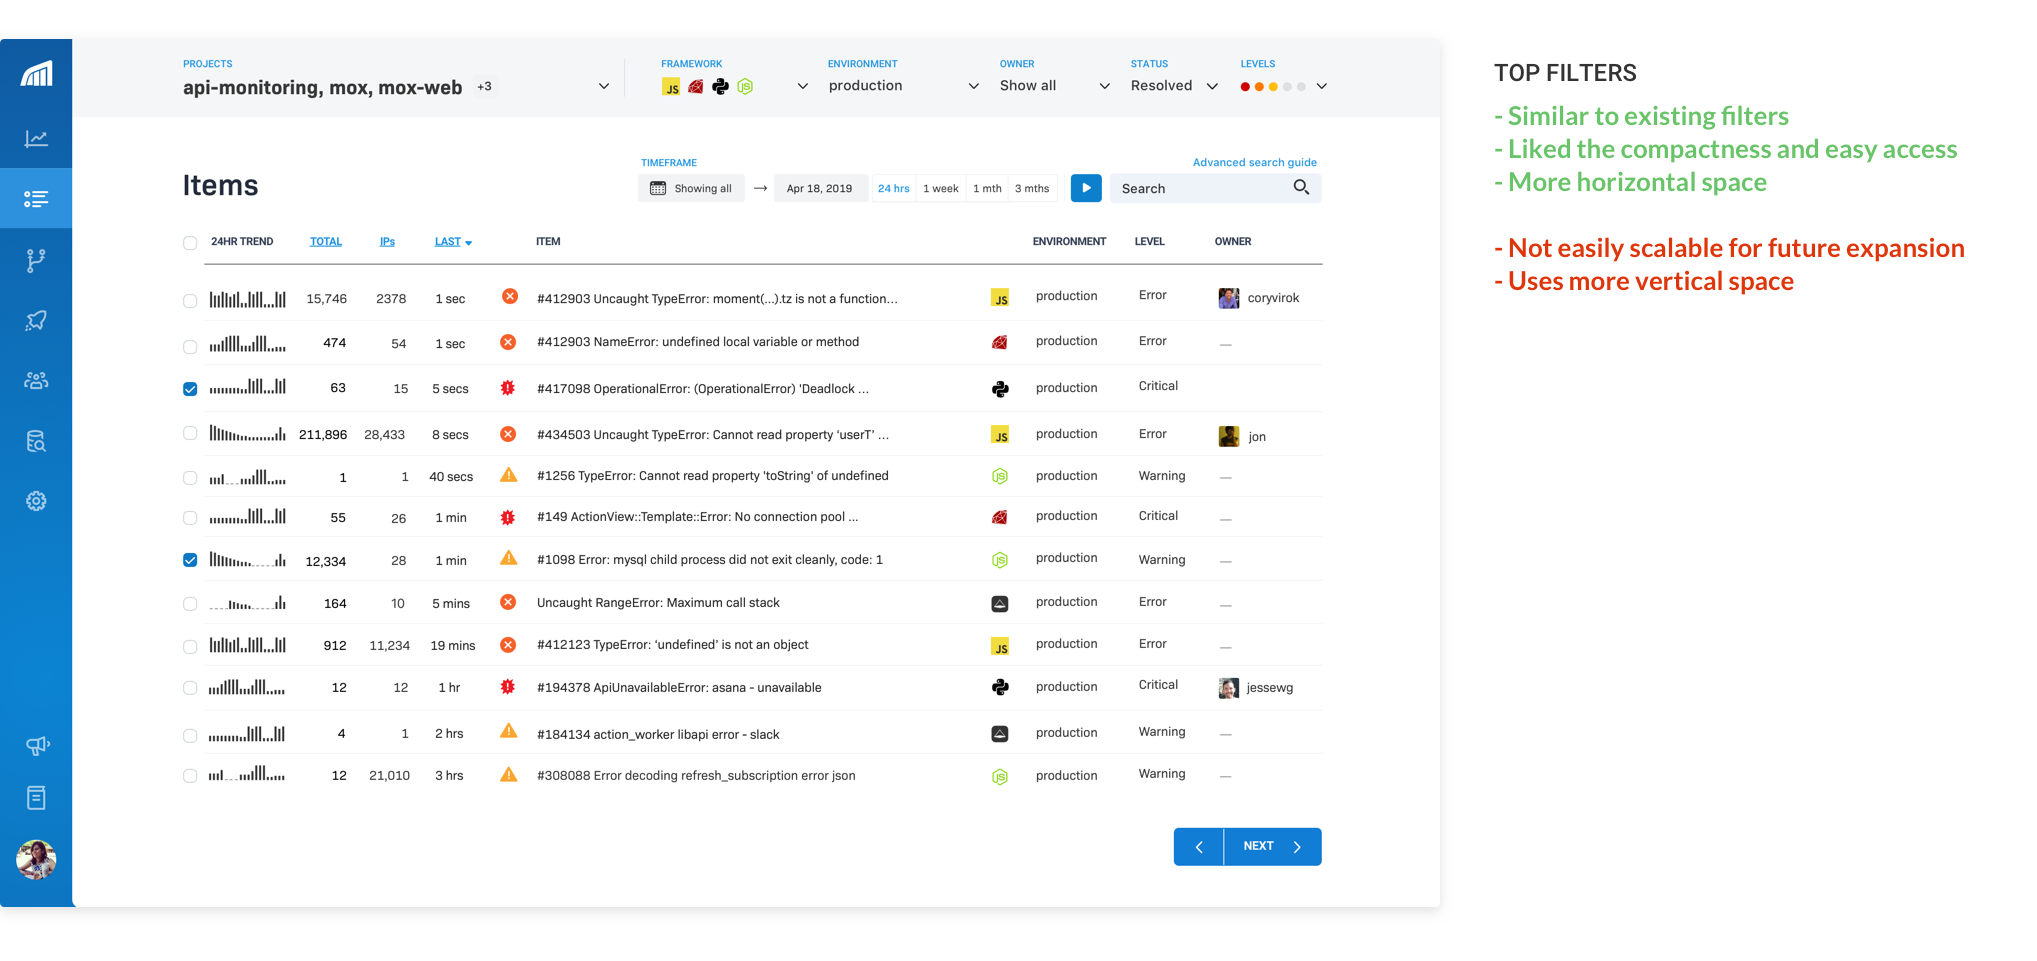 PROJECTS
api-monitoring, mox, mox-web +3
FRAMEWORK
JS JS
ENVIRONMENT
production
OWNER
Show all
STATUS
Resolved
LEVELS
Items
TIMEFRAME
Showing all → Apr 18, 2019 24 hrs 1 week 1 mth 3 mths
Advanced search guide
Search
24HR TREND TOTAL IPs LAST ITEM ENVIRONMENT LEVEL OWNER
15,746 2378 1 sec #412903 Uncaught TypeError: moment(...).tz is not a function... JS production Error coryvirok
474 54 1 sec #412903 NameError: undefined local variable or method production Error —
63 15 5 secs #417098 OperationalError: (OperationalError) 'Deadlock ... production Critical
211,896 28,433 8 secs #434503 Uncaught TypeError: Cannot read property ‘userT’ ... JS production Error jon
1 1 40 secs #1256 TypeError: Cannot read property 'toString' of undefined JS production Warning —
55 26 1 min #149 ActionView::Template::Error: No connection pool ... production Critical —
12,334 28 1 min #1098 Error: mysql child process did not exit cleanly, code: 1 JS production Warning —
164 10 5 mins Uncaught RangeError: Maximum call stack production Error —
912 11,234 19 mins #412123 TypeError: ‘undefined’ is not an object JS production Error —
12 12 1 hr #194378 ApiUnavailableError: asana - unavailable production Critical jessewg
4 1 2 hrs #184134 action_worker libapi error - slack production Warning —
12 21,010 3 hrs #308088 Error decoding refresh_subscription error json JS production Warning —
NEXT
TOP FILTERS
- Similar to existing filters
- Liked the compactness and easy access
- More horizontal space
- Not easily scalable for future expansion
- Uses more vertical space